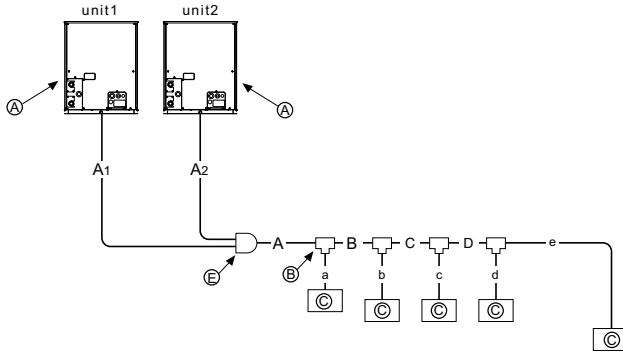 unit1 unit2
A A
A1 A2
A B C D e
E B a b c d
C C C C
C